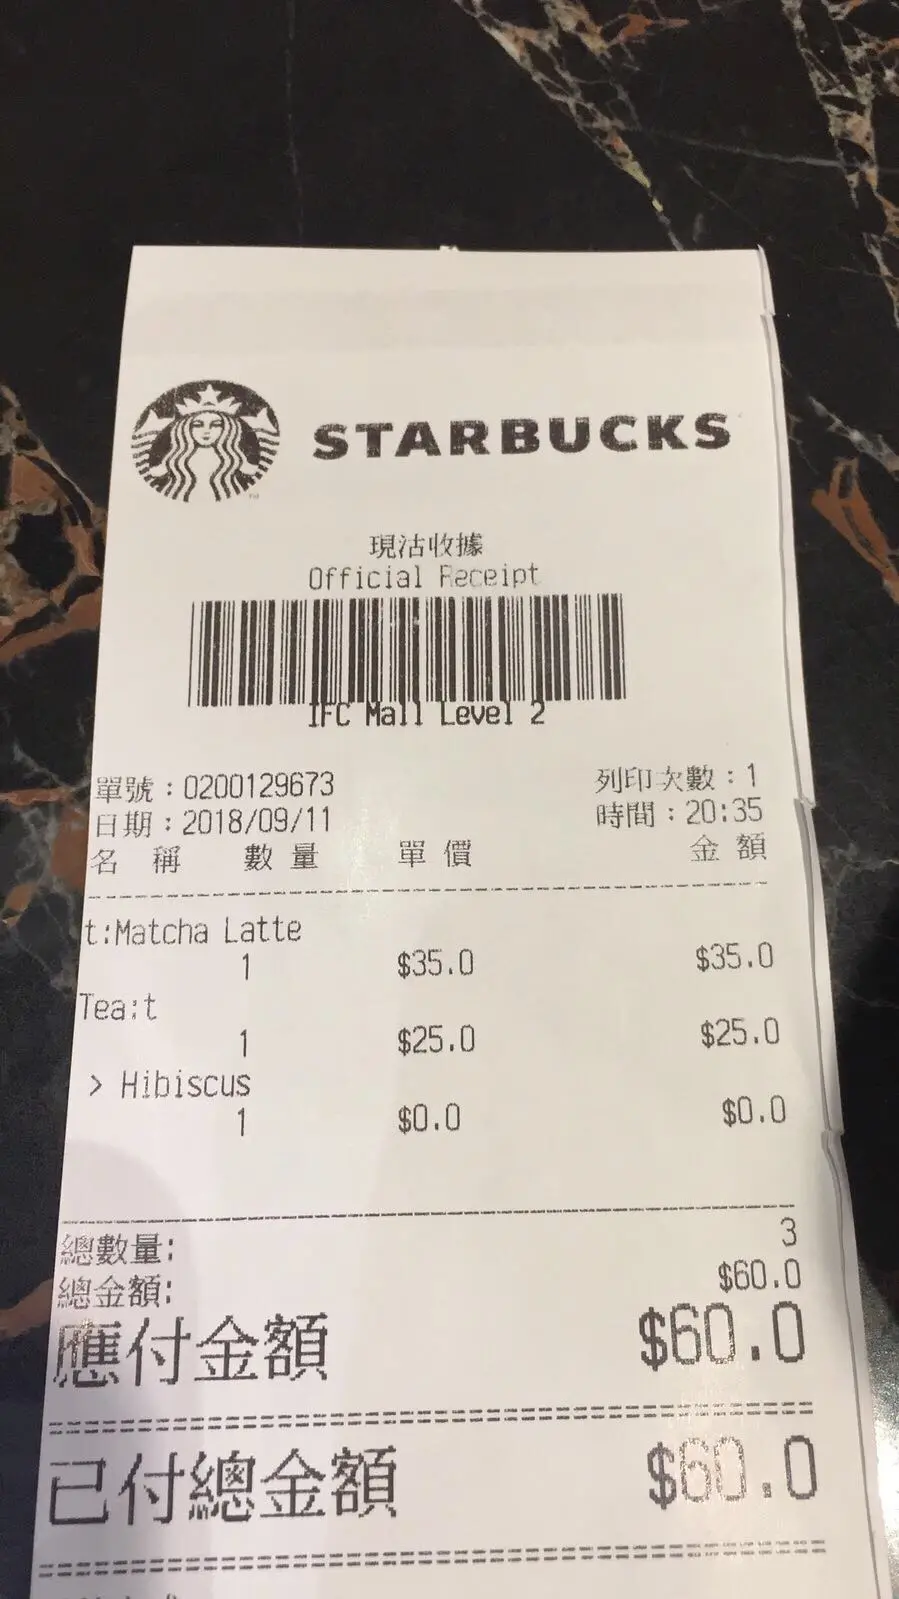 STARBUCKS
現沽收據
Official Receipt
IFC Mall Level 2
單號：0200129673 列印次數：1
日期：2018/09/11 時間：20:35
名 稱 數 量 單 價 金 額
t:Matcha Latte
1 $35.0 $35.0
Tea:t
1 $25.0 $25.0
> Hibiscus
1 $0.0 $0.0
總數量: 3
總金額: $60.0
應付金額 $60.0
已付總金額 $60.0